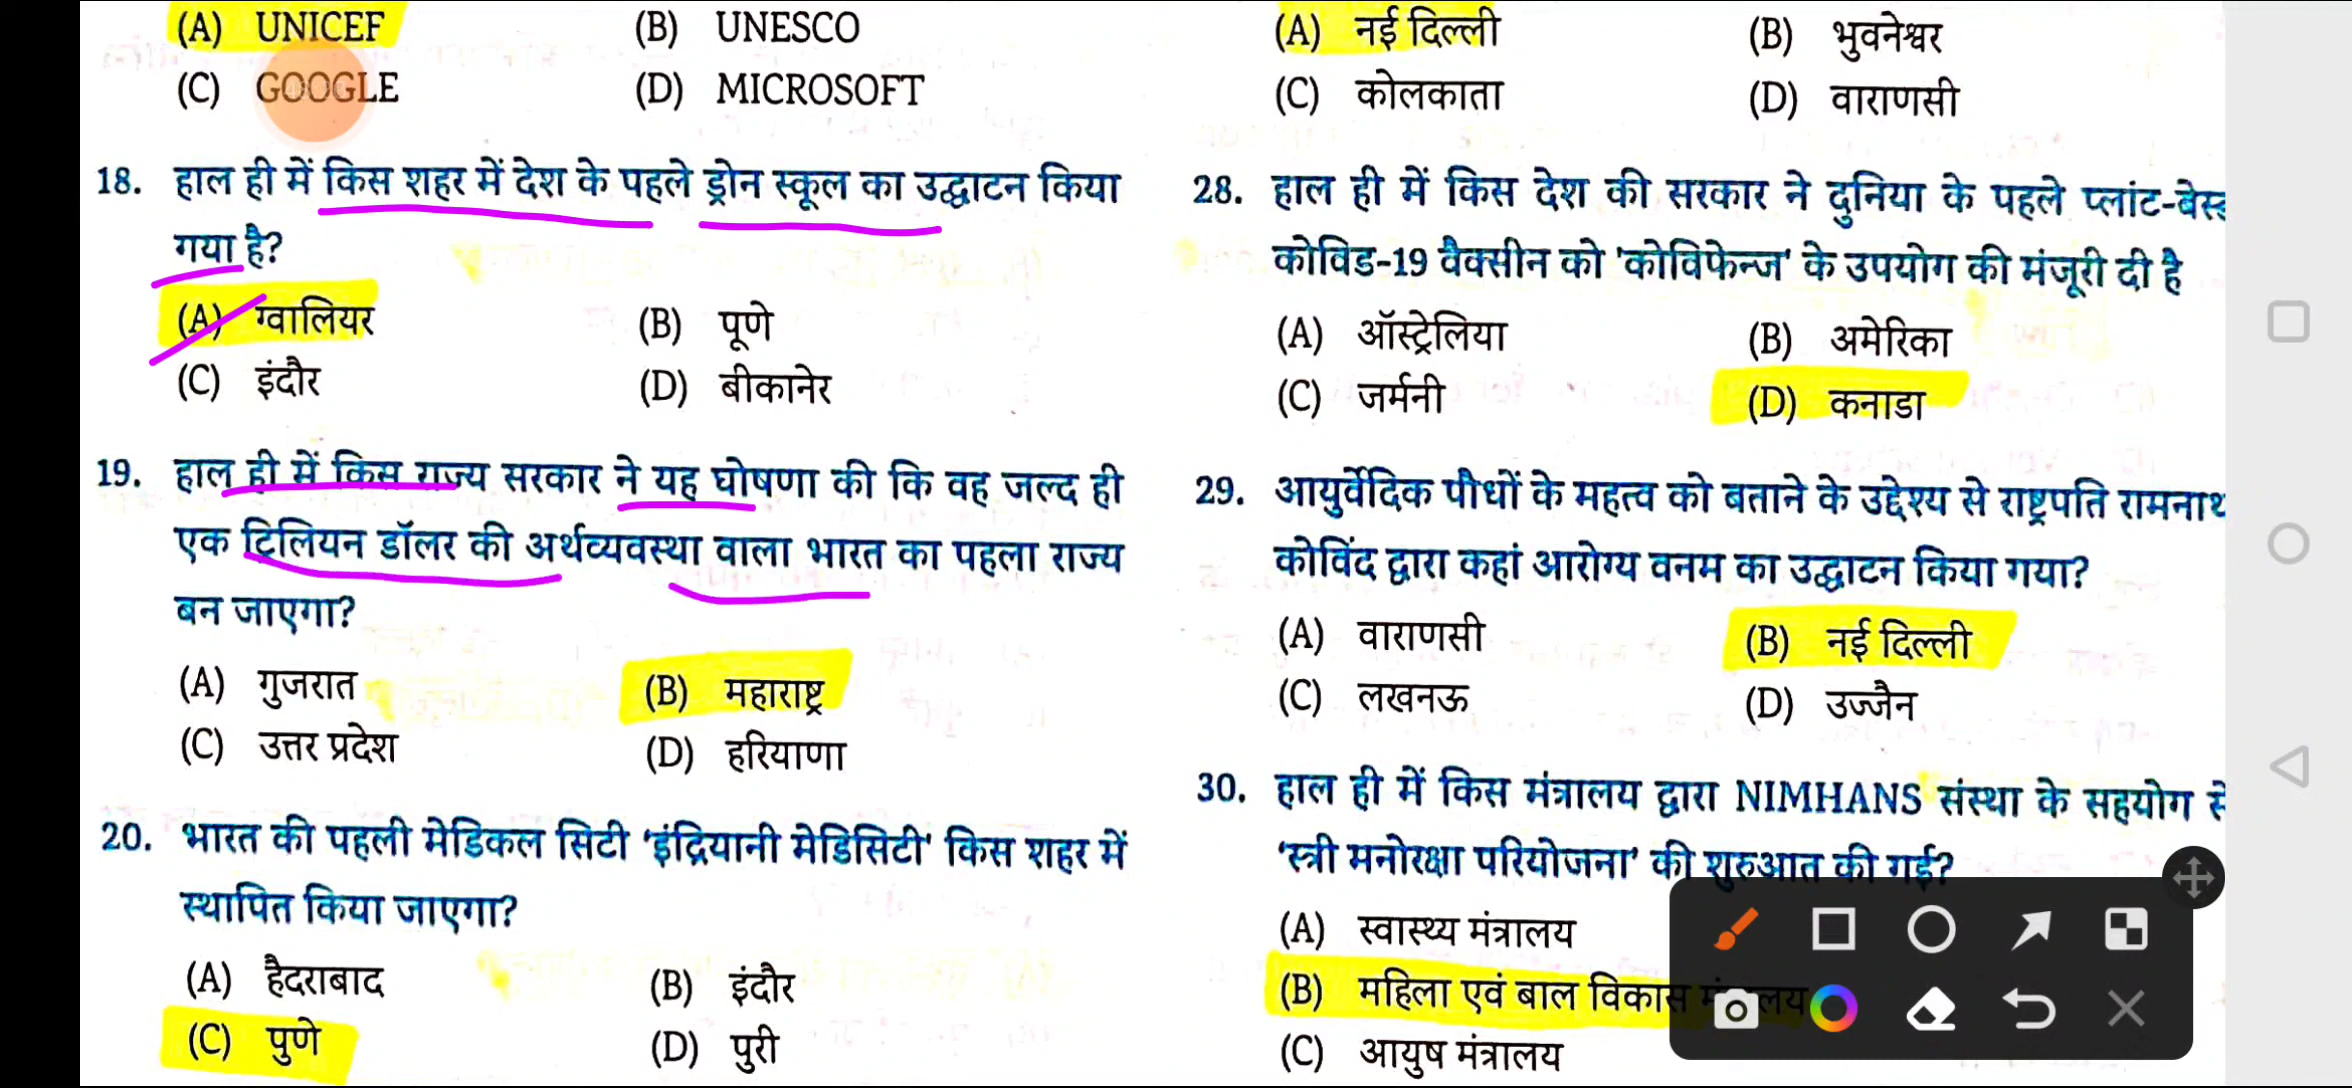 (A) UNICEF (B) UNESCO
(C) GOOGLE (D) MICROSOFT
18. हाल ही में किस शहर में देश के पहले ड्रोन स्कूल का उद्घाटन किया
गया है?
(A) ग्वालियर (B) पूणे
(C) इंदौर (D) बीकानेर
19. हाल ही में किस राज्य सरकार ने यह घोषणा की कि वह जल्द ही
एक ट्रिलियन डॉलर की अर्थव्यवस्था वाला भारत का पहला राज्य
बन जाएगा?
(A) गुजरात (B) महाराष्ट्र
(C) उत्तर प्रदेश (D) हरियाणा
20. भारत की पहली मेडिकल सिटी 'इंद्रियानी मेडिसिटी' किस शहर में
स्थापित किया जाएगा?
(A) हैदराबाद (B) इंदौर
(C) पुणे (D) पुरी
(A) नई दिल्ली (B) भुवनेश्वर
(C) कोलकाता (D) वाराणसी
28. हाल ही में किस देश की सरकार ने दुनिया के पहले प्लांट-बेस्ड
कोविड-19 वैक्सीन को 'कोविफेन्ज' के उपयोग की मंजूरी दी है
(A) ऑस्ट्रेलिया (B) अमेरिका
(C) जर्मनी (D) कनाडा
29. आयुर्वेदिक पौधों के महत्व को बताने के उद्देश्य से राष्ट्रपति रामनाथ
कोविंद द्वारा कहां आरोग्य वनम का उद्घाटन किया गया?
(A) वाराणसी (B) नई दिल्ली
(C) लखनऊ (D) उज्जैन
30. हाल ही में किस मंत्रालय द्वारा NIMHANS संस्था के सहयोग से
'स्त्री मनोरक्षा परियोजना' की शुरुआत की गई?
(A) स्वास्थ्य मंत्रालय
(B) महिला एवं बाल विकास मंत्रालय
(C) आयुष मंत्रालय